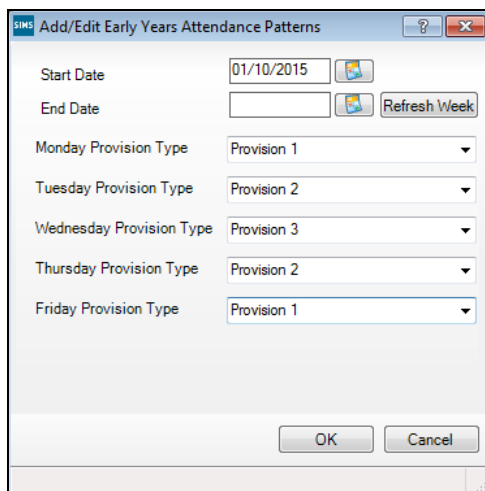 SIMS Add/Edit Early Years Attendance Patterns ?
Start Date 01/10/2015
End Date Refresh Week
Monday Provision Type Provision 1
Tuesday Provision Type Provision 2
Wednesday Provision Type Provision 3
Thursday Provision Type Provision 2
Friday Provision Type Provision 1
OK Cancel